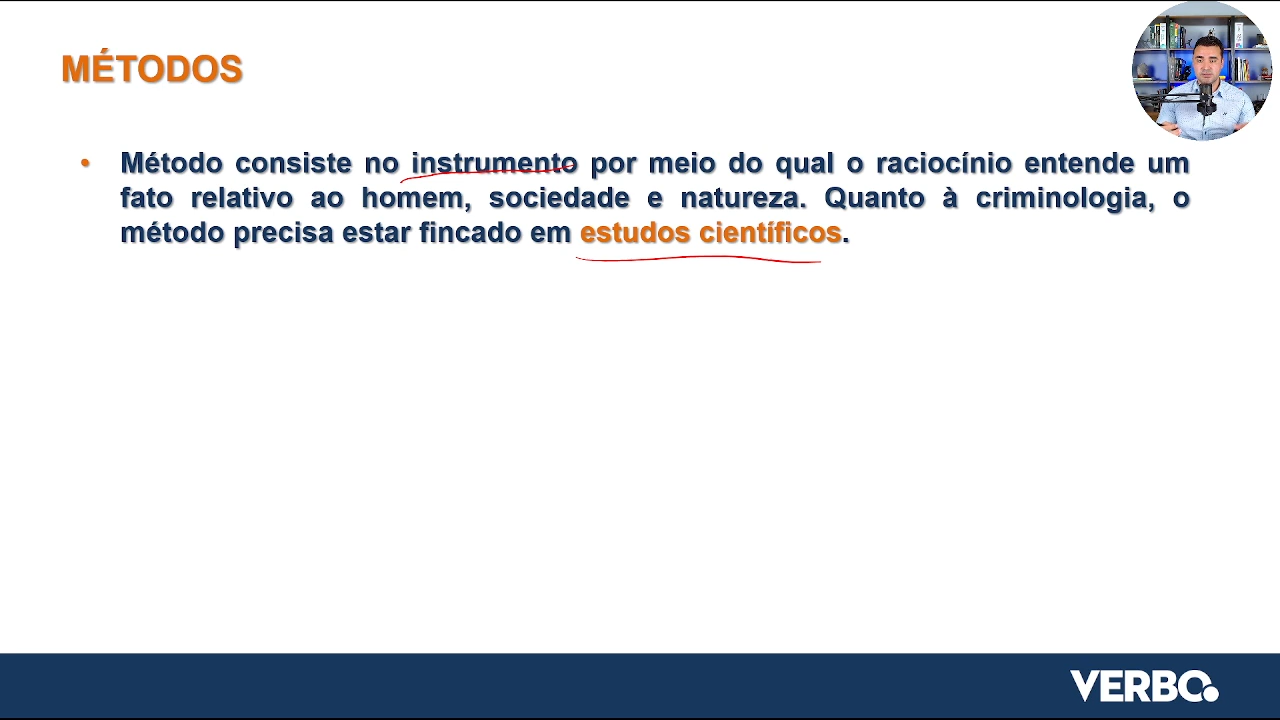 MÉTODOS
• Método consiste no instrumento por meio do qual o raciocínio entende um
fato relativo ao homem, sociedade e natureza. Quanto à criminologia, o
método precisa estar fincado em estudos científicos.
VERBO